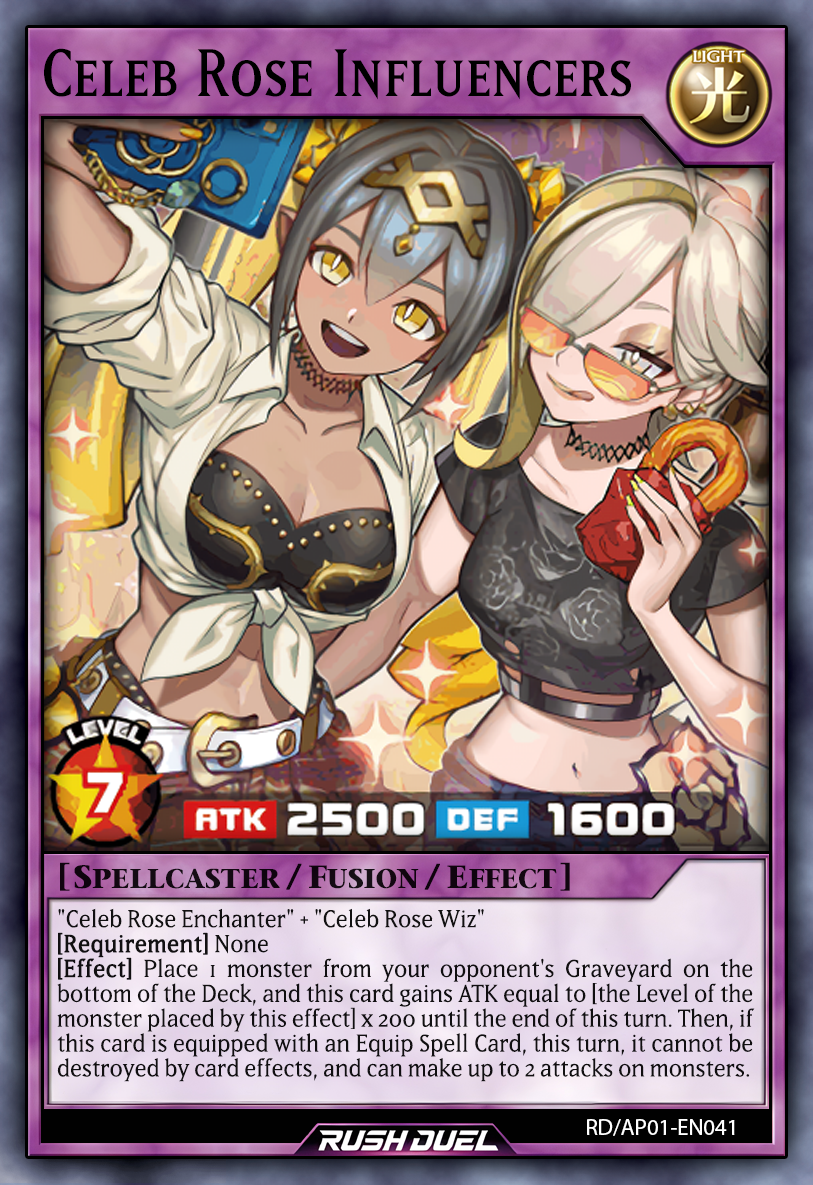 Celeb Rose Influencers
LIGHT
光
LEVEL
7
ATK 2500 DEF 1600
[Spellcaster / Fusion / Effect]
"Celeb Rose Enchanter" + "Celeb Rose Wiz"
[Requirement] None
[Effect] Place 1 monster from your opponent's Graveyard on the
bottom of the Deck, and this card gains ATK equal to [the Level of the
monster placed by this effect] x 200 until the end of this turn. Then, if
this card is equipped with an Equip Spell Card, this turn, it cannot be
destroyed by card effects, and can make up to 2 attacks on monsters.
RD/AP01-EN041
RUSH DUEL